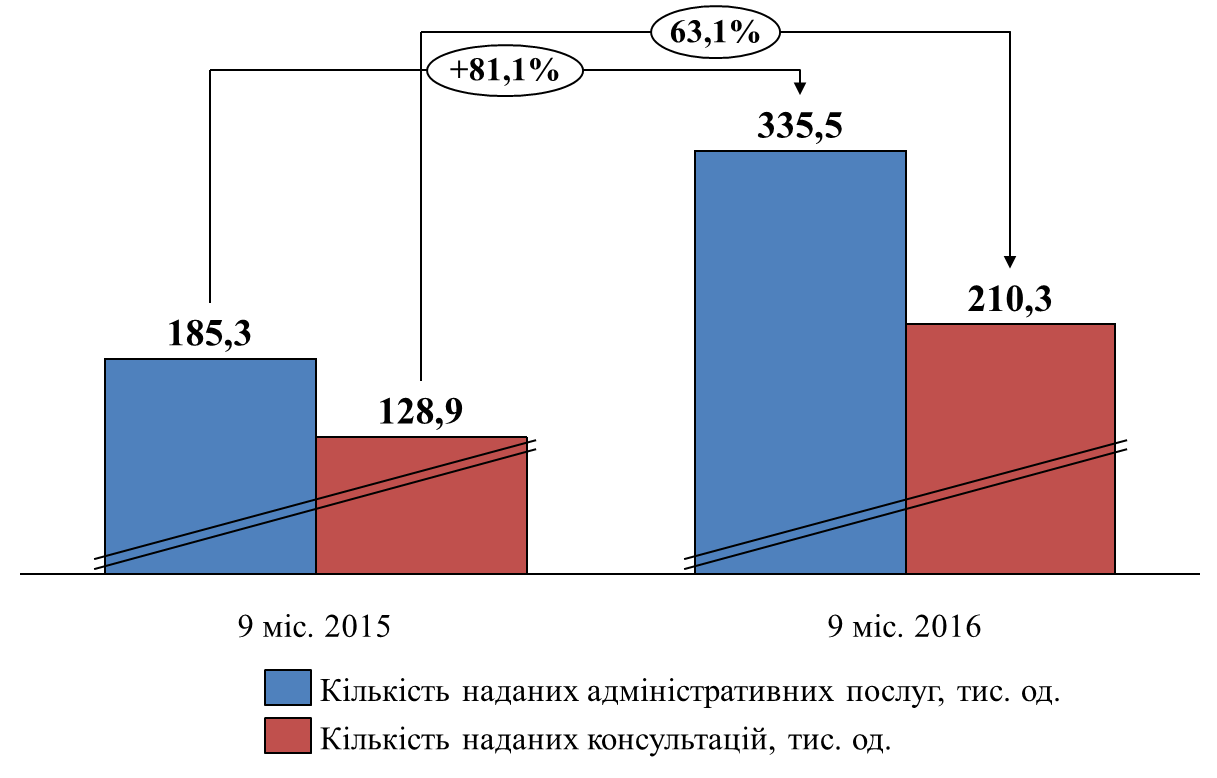 63,1%
+81,1%
335,5
210,3
185,3
128,9
9 міс. 2015
9 міс. 2016
Кількість наданих адміністративних послуг, тис. од.
Кількість наданих консультацій, тис. од.